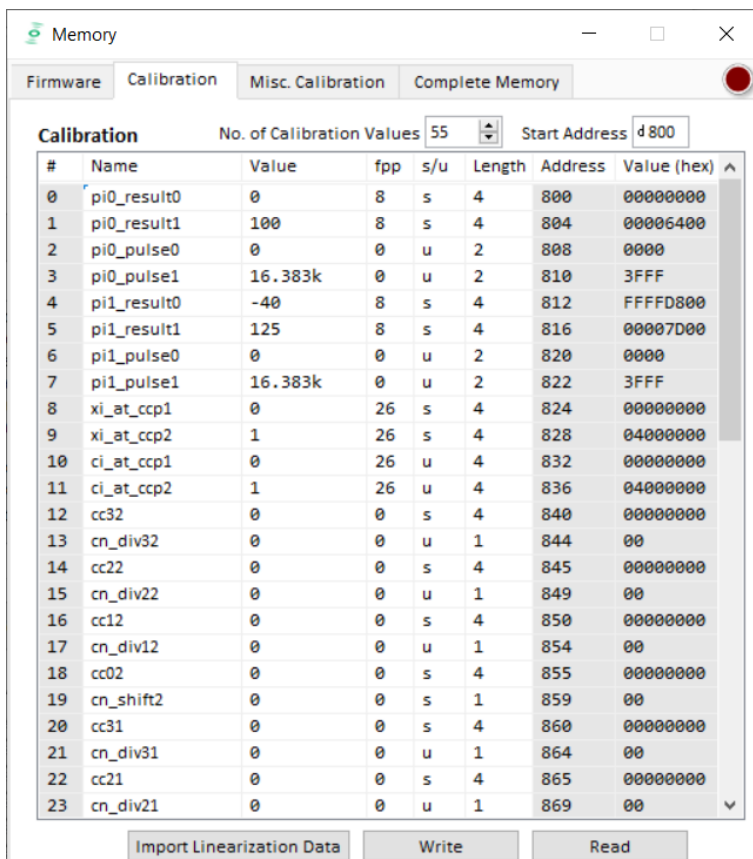 Memory
Firmware Calibration Misc. Calibration Complete Memory
Calibration No. of Calibration Values 55 Start Address d 800
# Name Value fpp s/u Length Address Value (hex)
0 pi0_result0 0 8 s 4 800 00000000
1 pi0_result1 100 8 s 4 804 00006400
2 pi0_pulse0 0 0 u 2 808 0000
3 pi0_pulse1 16.383k 0 u 2 810 3FFF
4 pi1_result0 -40 8 s 4 812 FFFFD800
5 pi1_result1 125 8 s 4 816 00007D00
6 pi1_pulse0 0 0 u 2 820 0000
7 pi1_pulse1 16.383k 0 u 2 822 3FFF
8 xi_at_ccp1 0 26 s 4 824 00000000
9 xi_at_ccp2 1 26 s 4 828 04000000
10 ci_at_ccp1 0 26 u 4 832 00000000
11 ci_at_ccp2 1 26 u 4 836 04000000
12 cc32 0 0 s 4 840 00000000
13 cn_div32 0 0 u 1 844 00
14 cc22 0 0 s 4 845 00000000
15 cn_div22 0 0 u 1 849 00
16 cc12 0 0 s 4 850 00000000
17 cn_div12 0 0 u 1 854 00
18 cc02 0 0 s 4 855 00000000
19 cn_shift2 0 0 s 1 859 00
20 cc31 0 0 s 4 860 00000000
21 cn_div31 0 0 u 1 864 00
22 cc21 0 0 s 4 865 00000000
23 cn_div21 0 0 u 1 869 00
Import Linearization Data Write Read